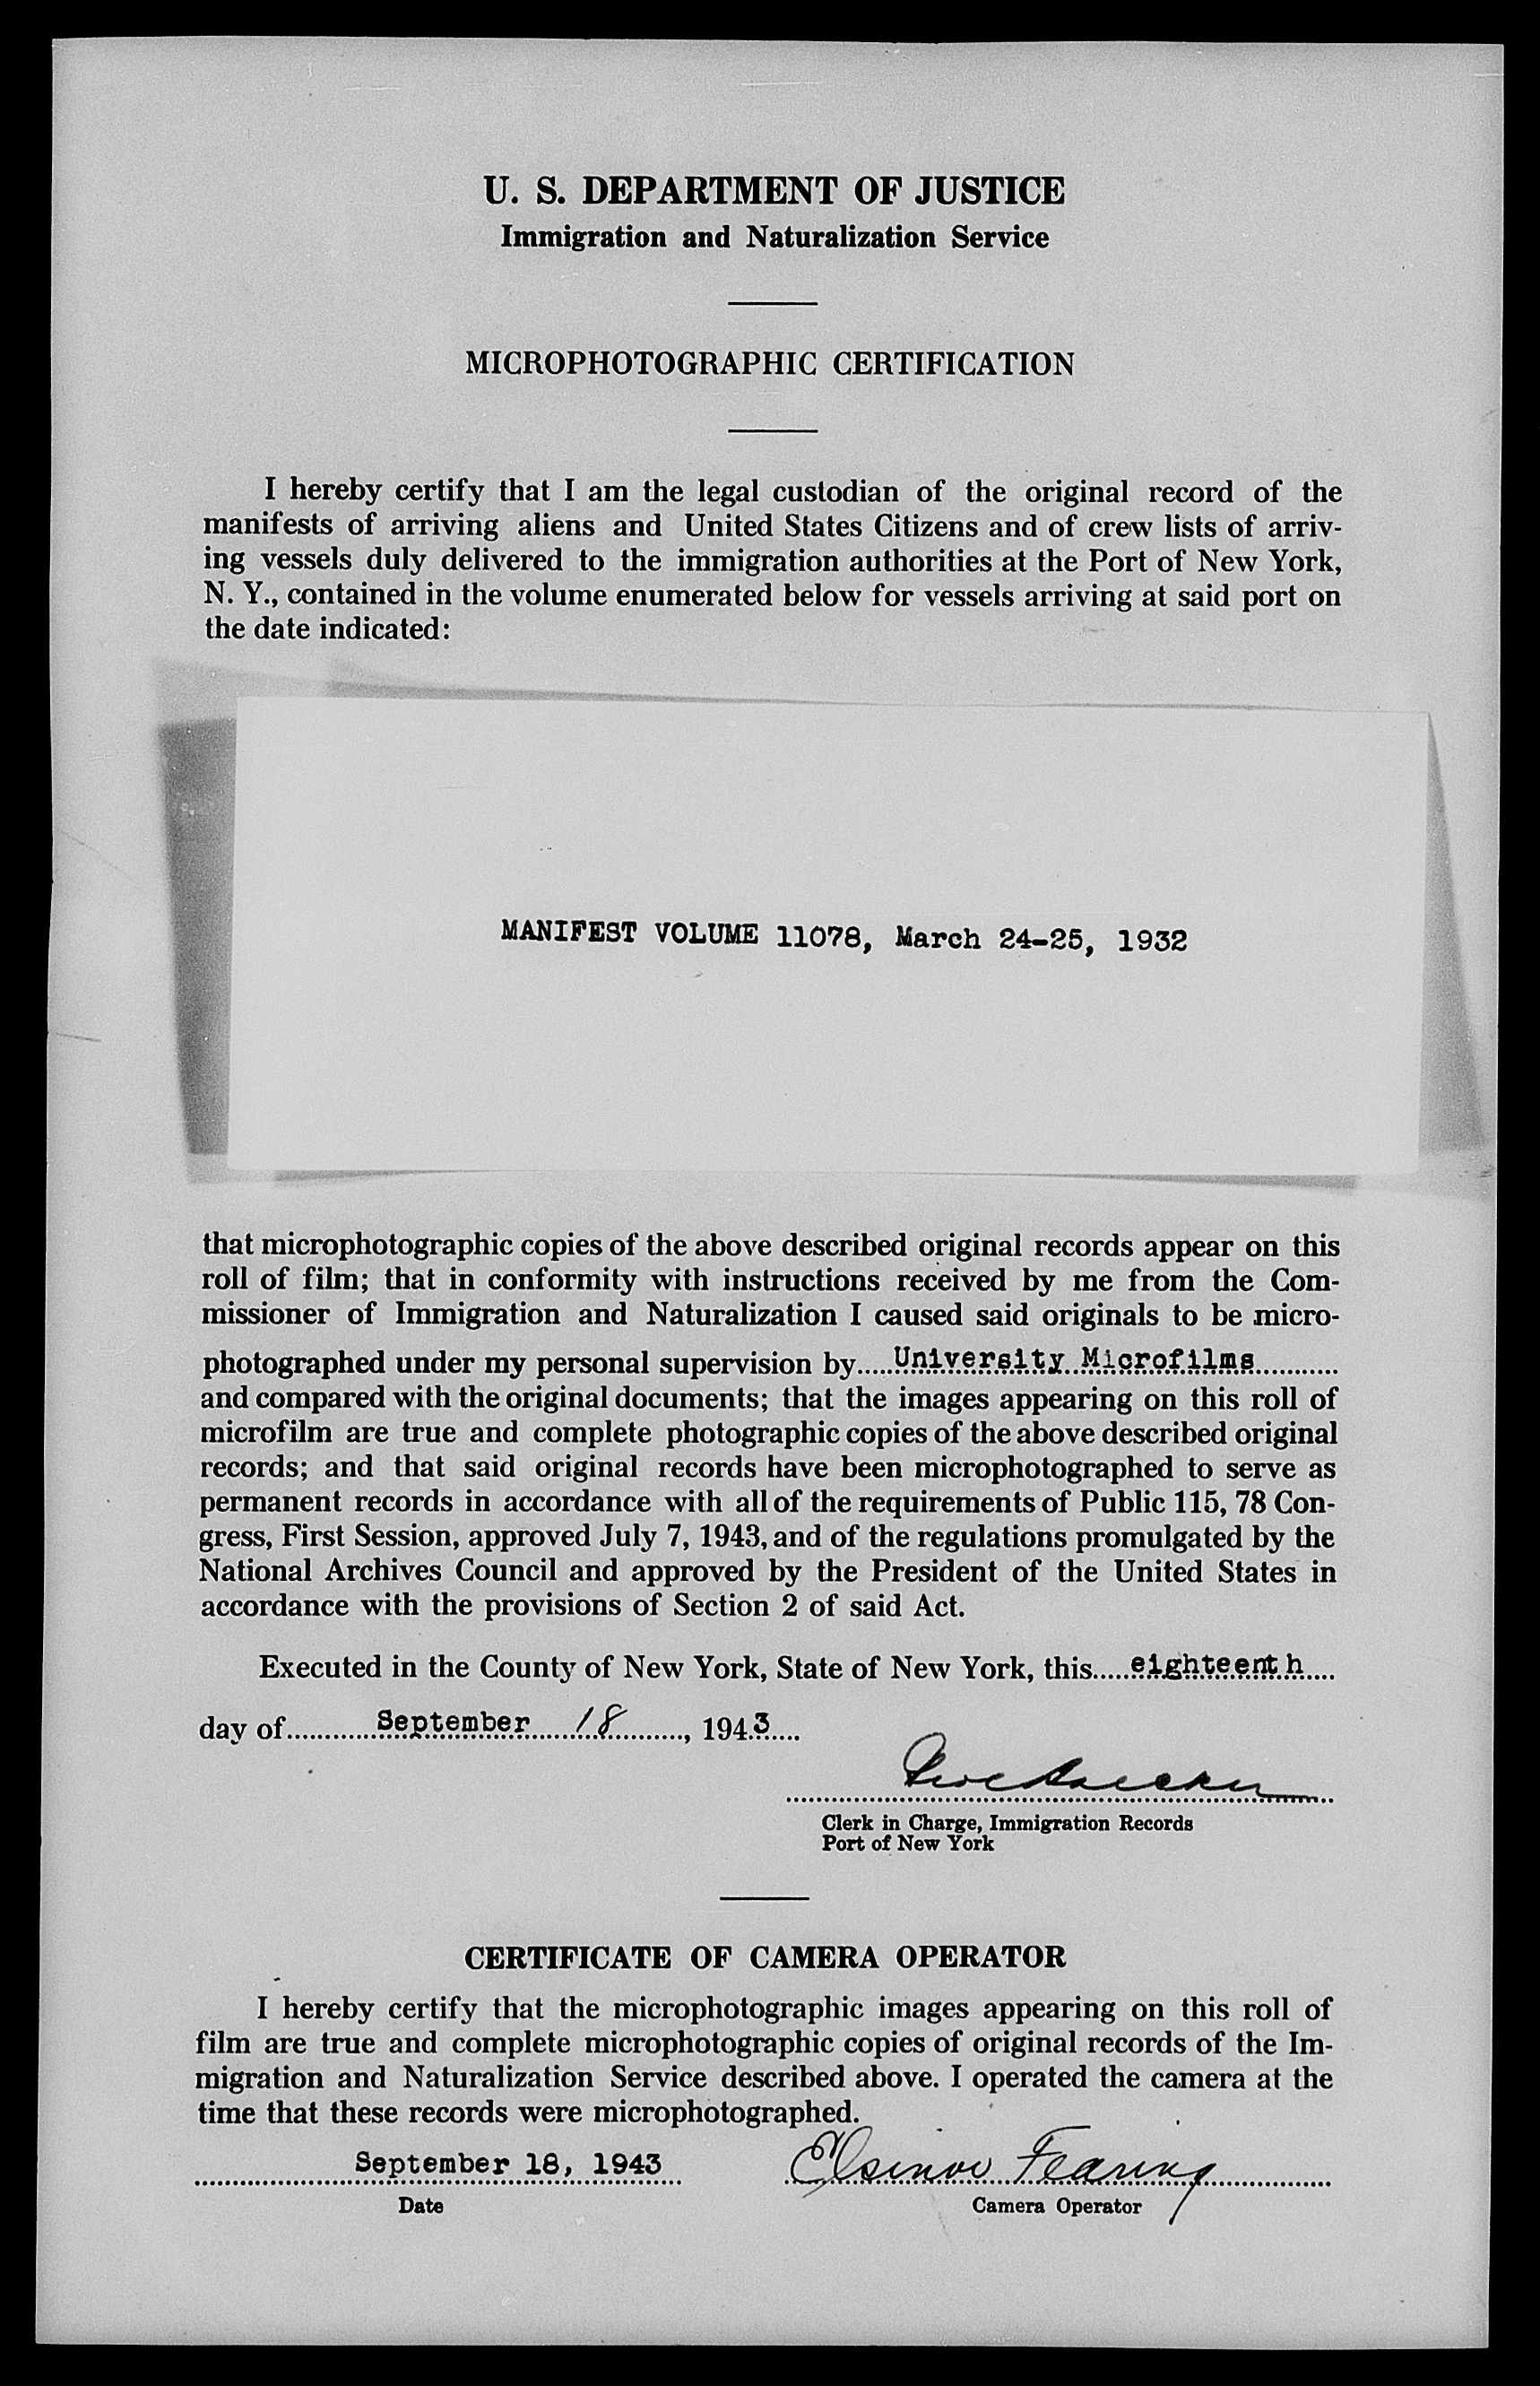 U. S. DEPARTMENT OF JUSTICE
Immigration and Naturalization Service
MICROPHOTOGRAPHIC CERTIFICATION
I hereby certify that I am the legal custodian of the original record of the
manifests of arriving aliens and United States Citizens and of crew lists of arriv-
ing vessels duly delivered to the immigration authorities at the Port of New York,
N. Y., contained in the volume enumerated below for vessels arriving at said port on
the date indicated:
MANIFEST VOLUME 11078, March 24-25, 1932
that microphotographic copies of the above described original records appear on this
roll of film; that in conformity with instructions received by me from the Com-
missioner of Immigration and Naturalization I caused said originals to be micro-
photographed under my personal supervision by.....University Microfilms...........
and compared with the original documents; that the images appearing on this roll of
microfilm are true and complete photographic copies of the above described original
records; and that said original records have been microphotographed to serve as
permanent records in accordance with all of the requirements of Public 115, 78 Con-
gress, First Session, approved July 7, 1943, and of the regulations promulgated by the
National Archives Council and approved by the President of the United States in
accordance with the provisions of Section 2 of said Act.
Executed in the County of New York, State of New York, this.....eighteenth....
day of............September 18........, 1943....
Clerk in Charge, Immigration Records
Port of New York
CERTIFICATE OF CAMERA OPERATOR
I hereby certify that the microphotographic images appearing on this roll of
film are true and complete microphotographic copies of original records of the Im-
migration and Naturalization Service described above. I operated the camera at the
time that these records were microphotographed.
September 18, 1943 Fearing
Date Camera Operator